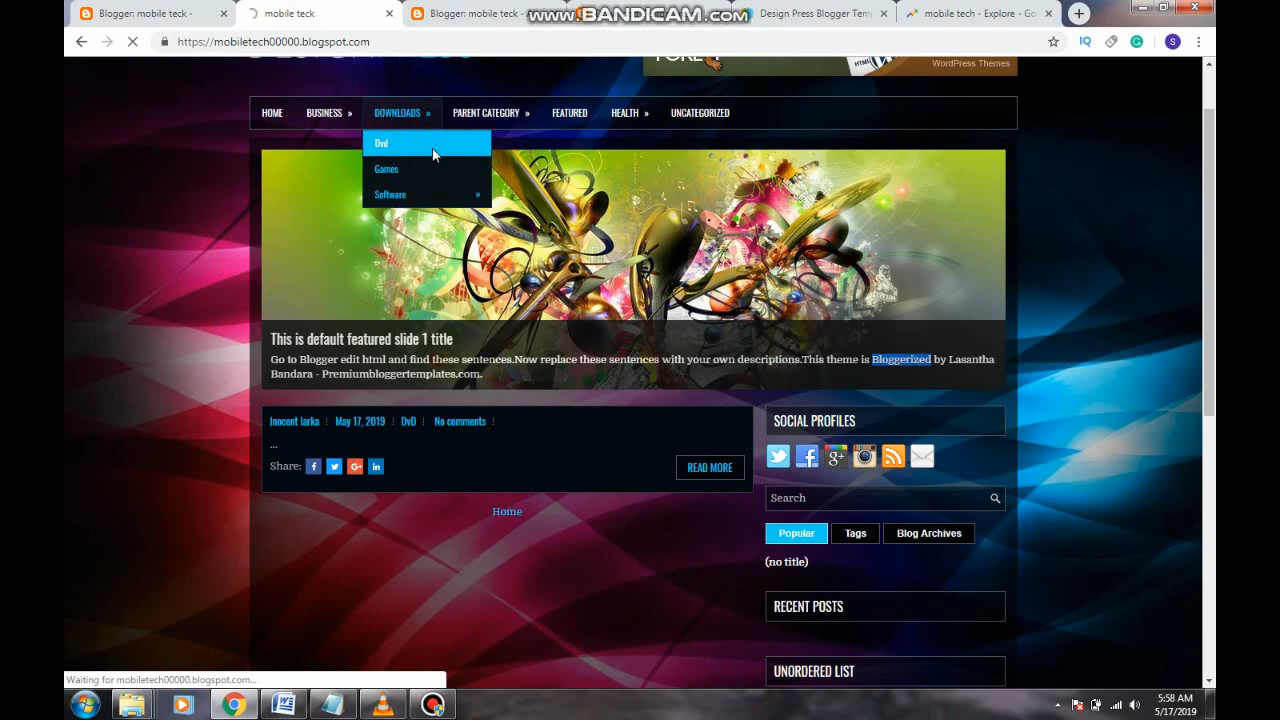 Blogger: mobile teck -
mobile teck
Blogger: mobile teck -
www.BANDICAM.com
DesignPress Blogger Temp
mobile tech - Explore - Go
https://mobiletech00000.blogspot.com
HTML
WordPress Themes
HOME
BUSINESS »
DOWNLOADS »
PARENT CATEGORY »
FEATURED
HEALTH »
UNCATEGORIZED
Dvd
Games
Software »
This is default featured slide 1 title
Go to Blogger edit html and find these sentences.Now replace these sentences with your own descriptions.This theme is Bloggerized by Lasantha
Bandara - Premiumbloggertemplates.com.
Inocent larka
May 17, 2019
DvD
No comments
...
Share:
READ MORE
Home
SOCIAL PROFILES
Search
Popular
Tags
Blog Archives
(no title)
RECENT POSTS
UNORDERED LIST
Waiting for mobiletech00000.blogspot.com...
5:58 AM
5/17/2019